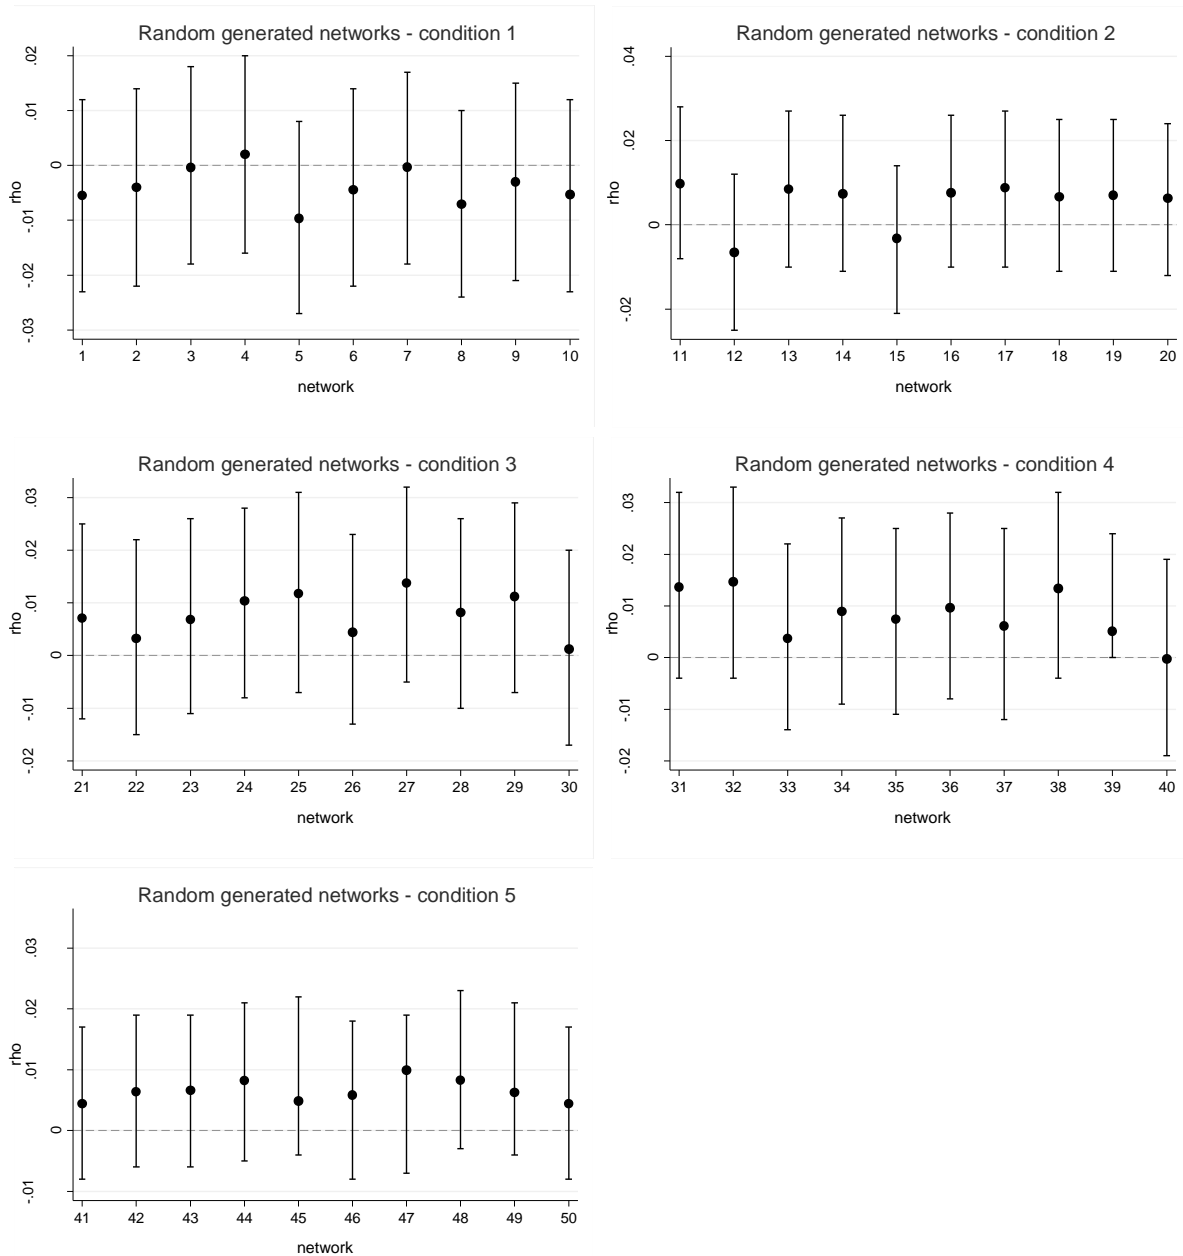 Random generated networks - condition 1
.02
.01
0
-.01
-.02
-.03
rho
1 2 3 4 5 6 7 8 9 10
network
Random generated networks - condition 2
.04
.02
0
-.02
rho
11 12 13 14 15 16 17 18 19 20
network
Random generated networks - condition 3
.03
.02
.01
0
-.01
-.02
rho
21 22 23 24 25 26 27 28 29 30
network
Random generated networks - condition 4
.03
.02
.01
0
-.01
-.02
rho
31 32 33 34 35 36 37 38 39 40
network
Random generated networks - condition 5
.03
.02
.01
0
-.01
rho
41 42 43 44 45 46 47 48 49 50
network